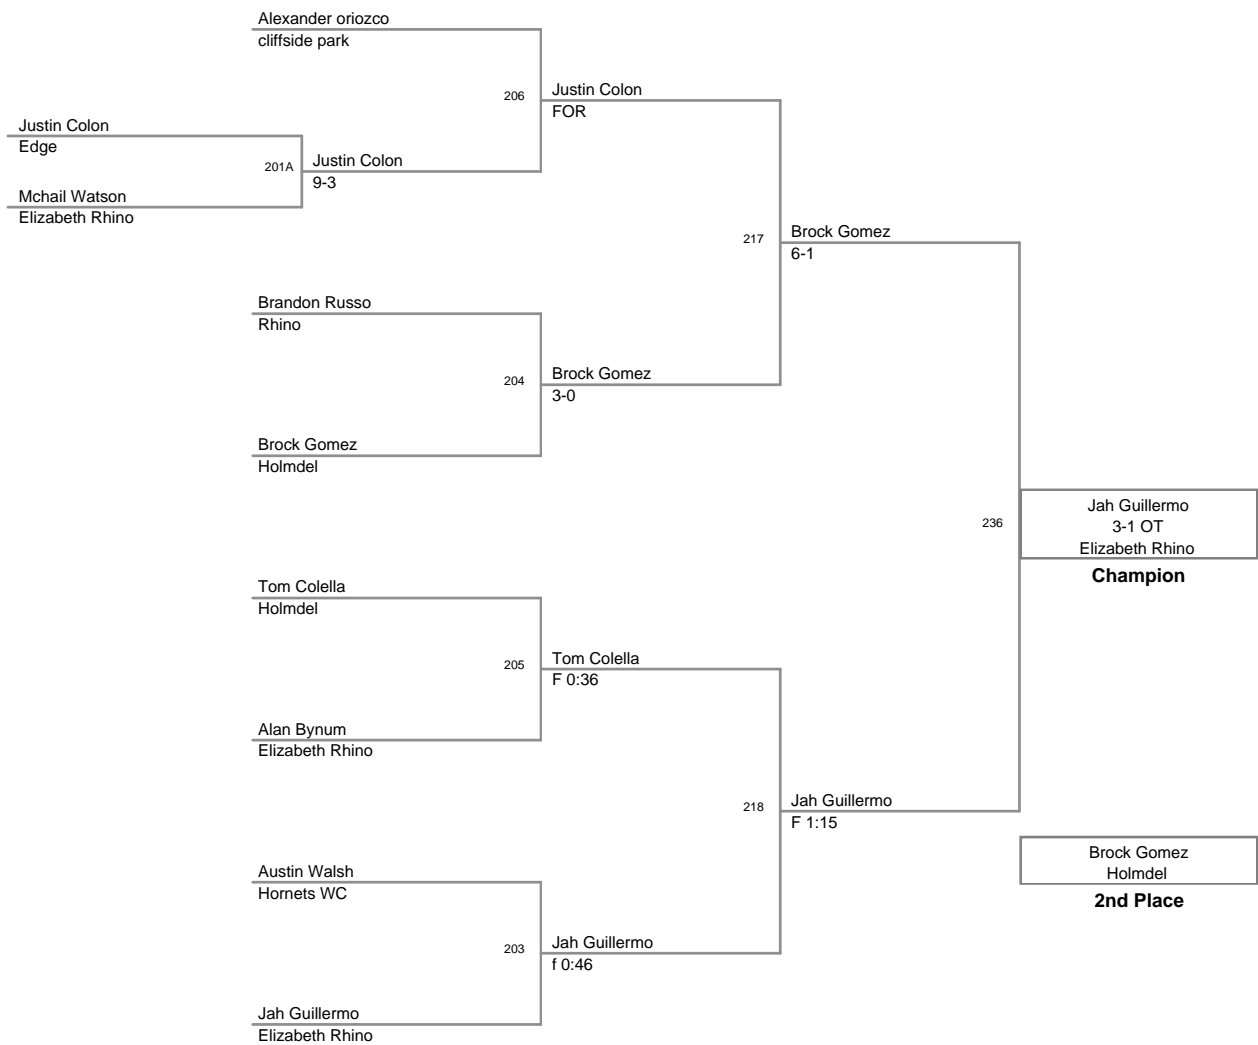 Alexander oriozco
cliffside park
206
Justin Colon
FOR
Justin Colon
Edge
201A
Justin Colon
9-3
Mchail Watson
Elizabeth Rhino
217
Brock Gomez
6-1
Brandon Russo
Rhino
204
Brock Gomez
3-0
Brock Gomez
Holmdel
236
Jah Guillermo
3-1 OT
Elizabeth Rhino
Champion
Tom Colella
Holmdel
205
Tom Colella
F 0:36
Alan Bynum
Elizabeth Rhino
218
Jah Guillermo
F 1:15
Brock Gomez
Holmdel
2nd Place
Austin Walsh
Hornets WC
203
Jah Guillermo
f 0:46
Jah Guillermo
Elizabeth Rhino